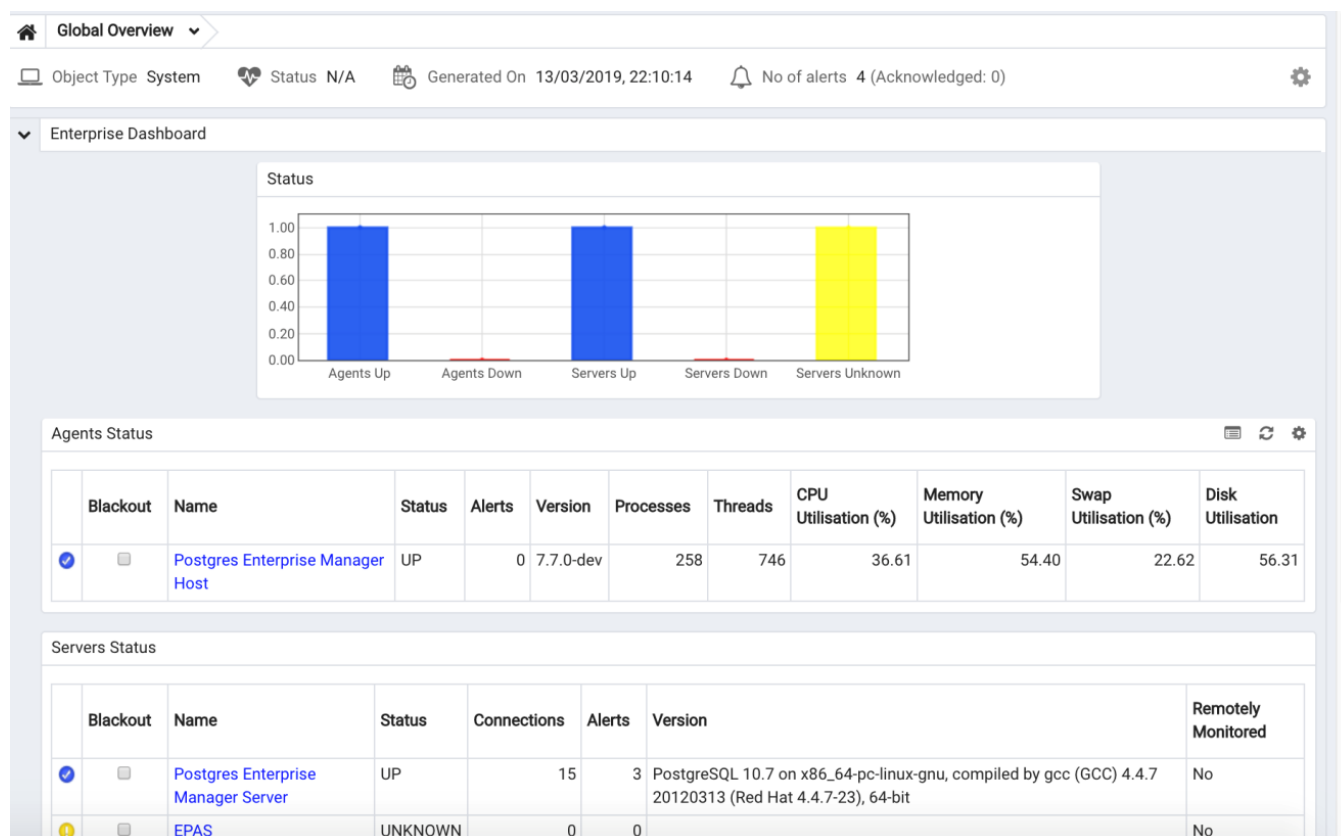 Global Overview
Object Type System Status N/A Generated On 13/03/2019, 22:10:14 No of alerts 4 (Acknowledged: 0)
Enterprise Dashboard
Status
1.00
0.80
0.60
0.40
0.20
0.00
Agents Up Agents Down Servers Up Servers Down Servers Unknown
Agents Status
Blackout Name Status Alerts Version Processes Threads CPU Utilisation (%) Memory Utilisation (%) Swap Utilisation (%) Disk Utilisation
Postgres Enterprise Manager UP 0 7.7.0-dev 258 746 36.61 54.40 22.62 56.31
Host
Servers Status
Blackout Name Status Connections Alerts Version Remotely Monitored
Postgres Enterprise UP 15 3 PostgreSQL 10.7 on x86_64-pc-linux-gnu, compiled by gcc (GCC) 4.4.7 No
Manager Server 20120313 (Red Hat 4.4.7-23), 64-bit
EPAS UNKNOWN 0 0 No